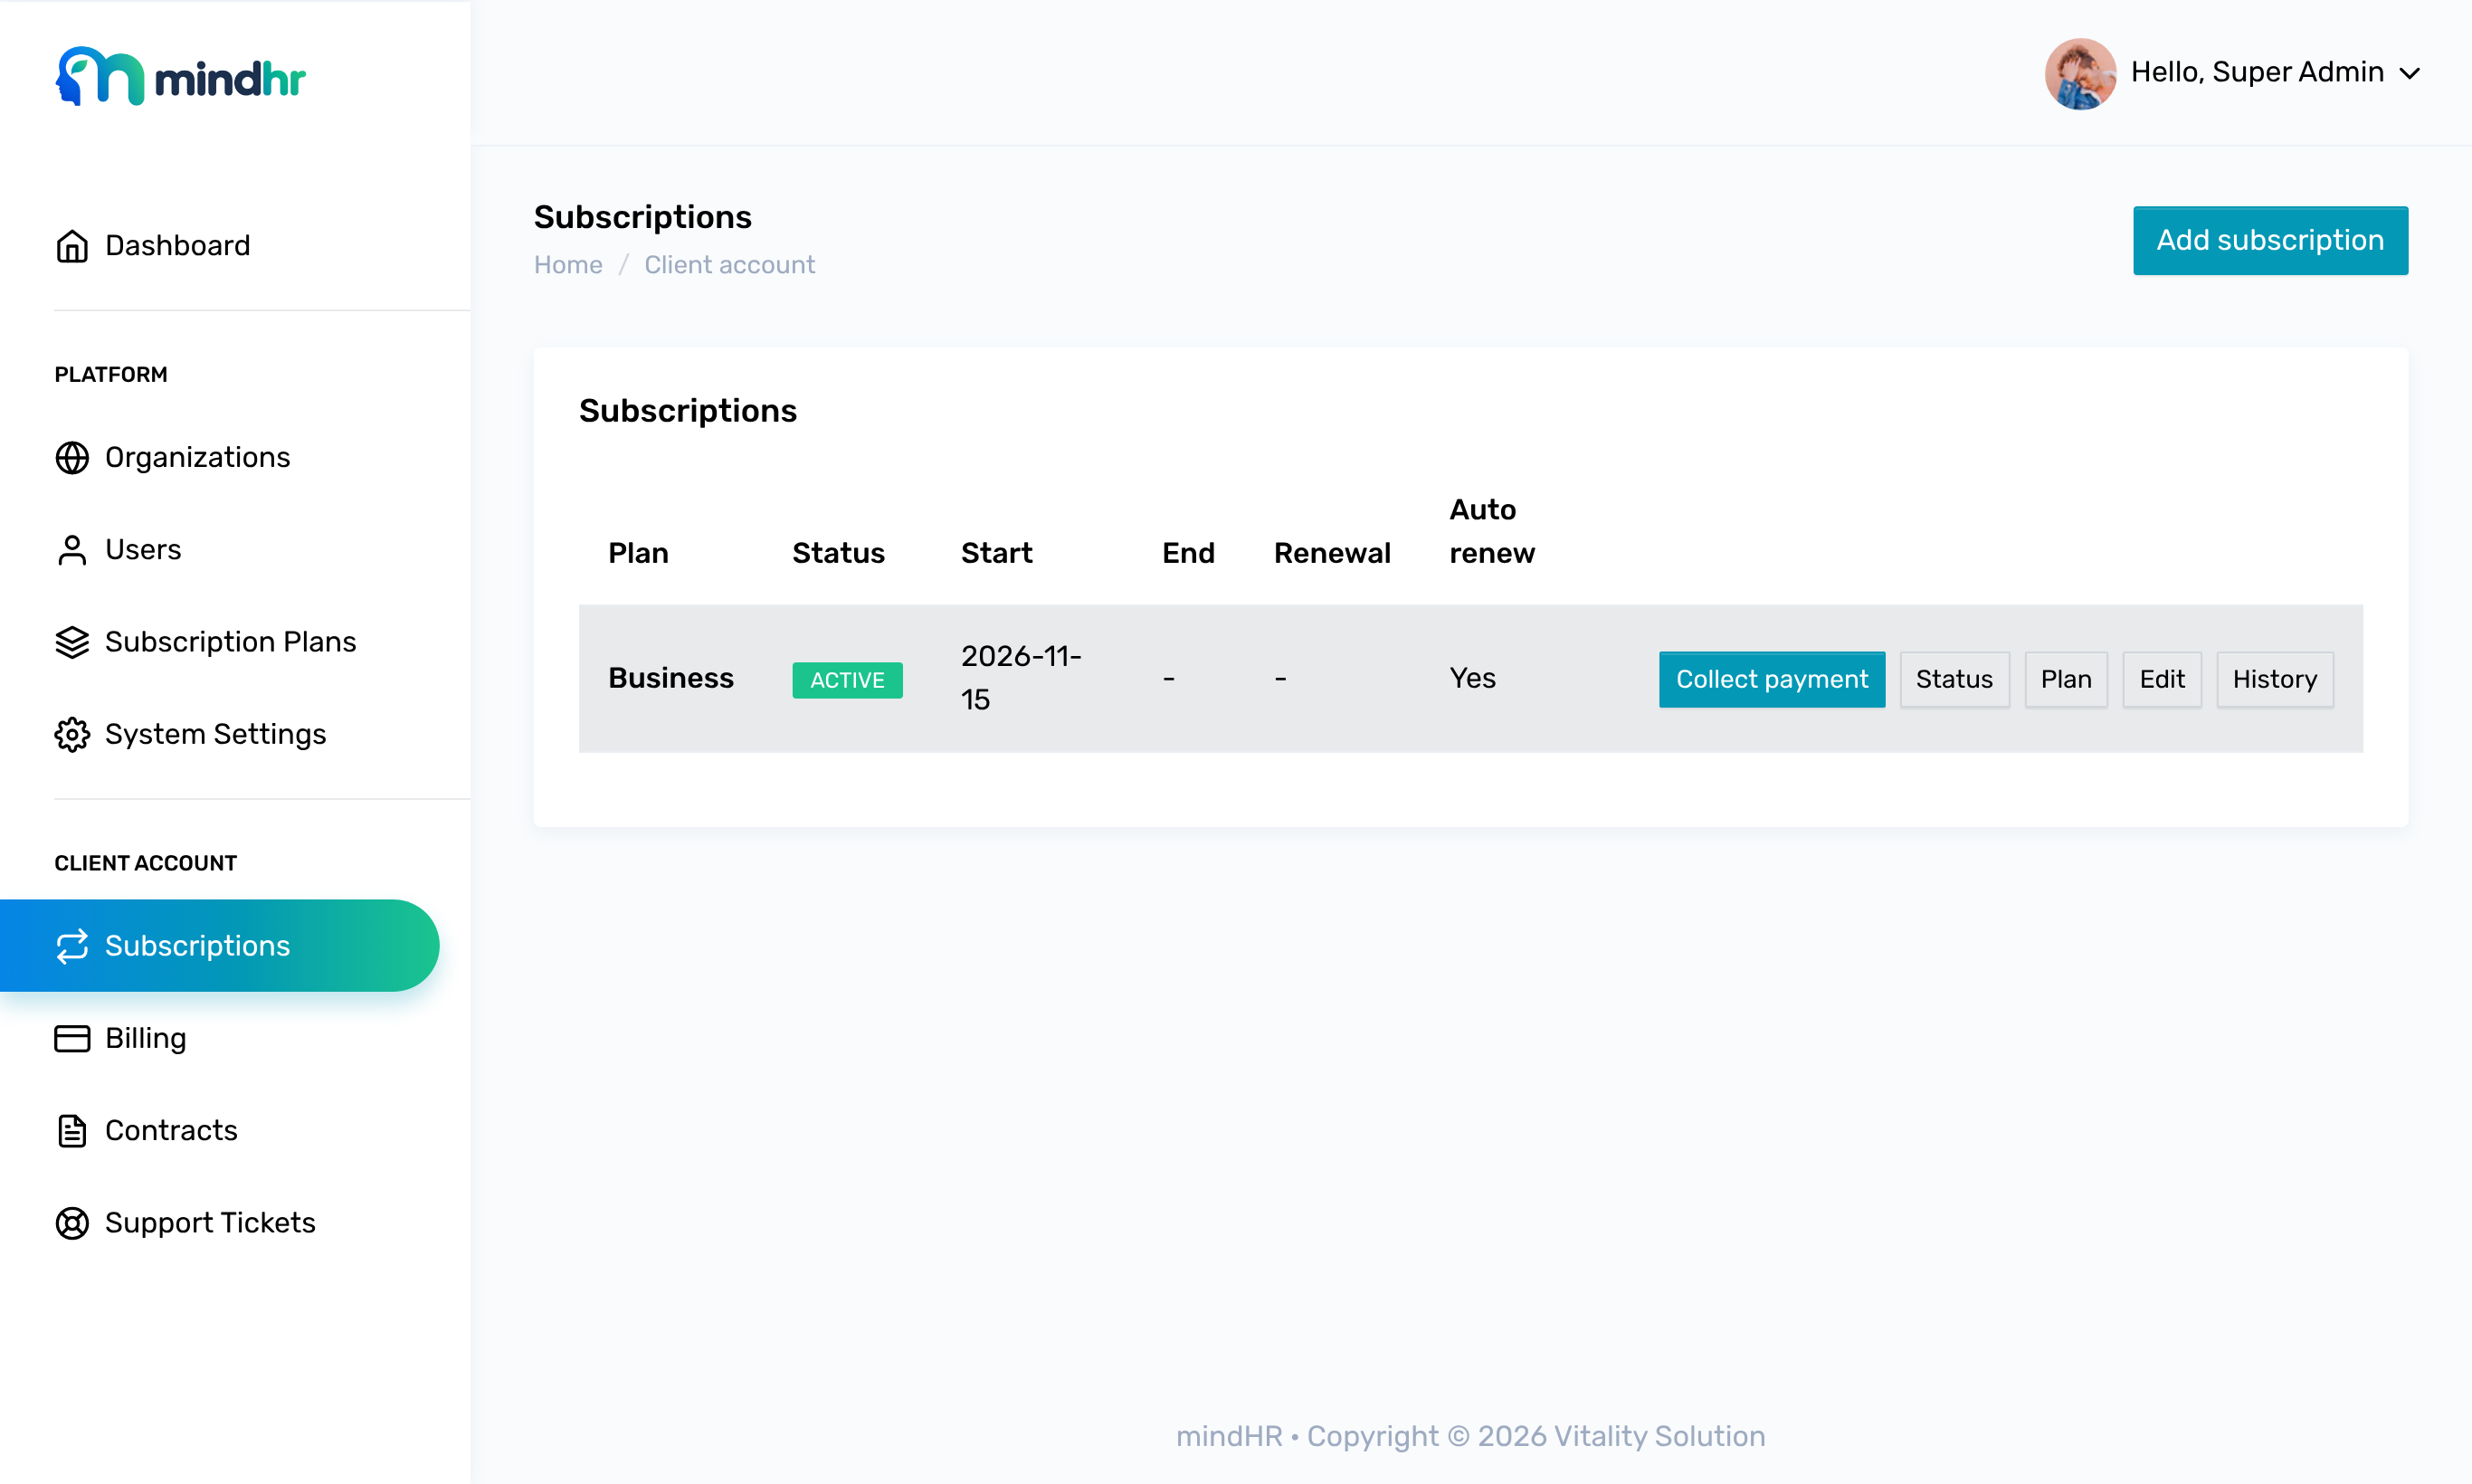 mindhr
Hello, Super Admin
Dashboard
PLATFORM
Organizations
Users
Subscription Plans
System Settings
CLIENT ACCOUNT
Subscriptions
Billing
Contracts
Support Tickets
Subscriptions
Home / Client account
Add subscription
Subscriptions
Plan Status Start End Renewal Auto
renew
Business ACTIVE 2026-11-
15 - - Yes Collect payment Status Plan Edit History
mindHR • Copyright © 2026 Vitality Solution